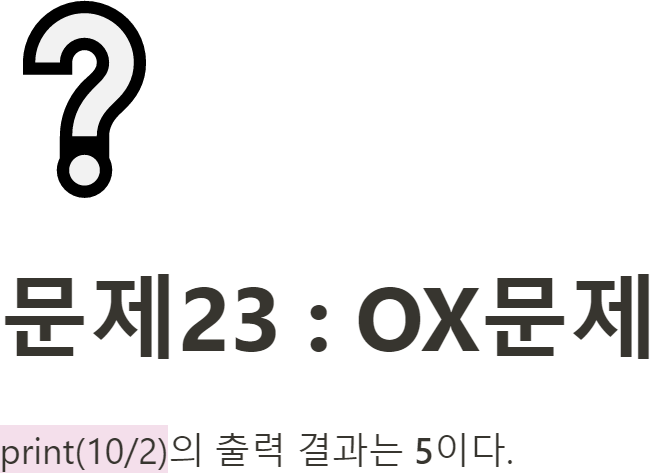 문제23 : OX문제
print(10/2)의 출력 결과는 5이다.